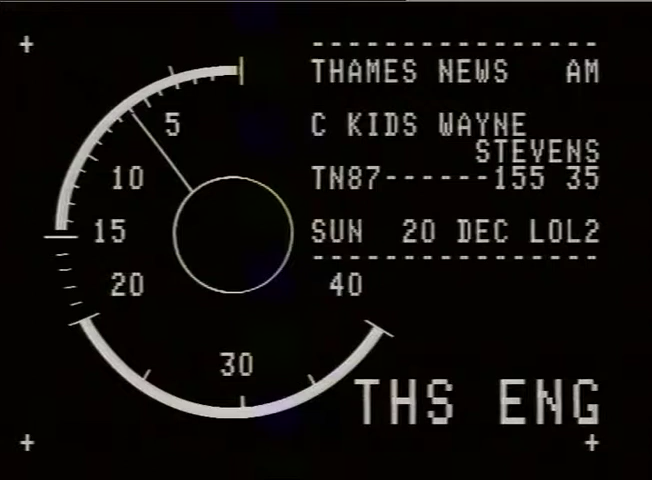 ----------------
THAMES NEWS AM
C KIDS WAYNE
STEVENS
TN87------155 35
SUN 20 DEC LOL2
----------------
5
10
15
20
30
40
THS ENG